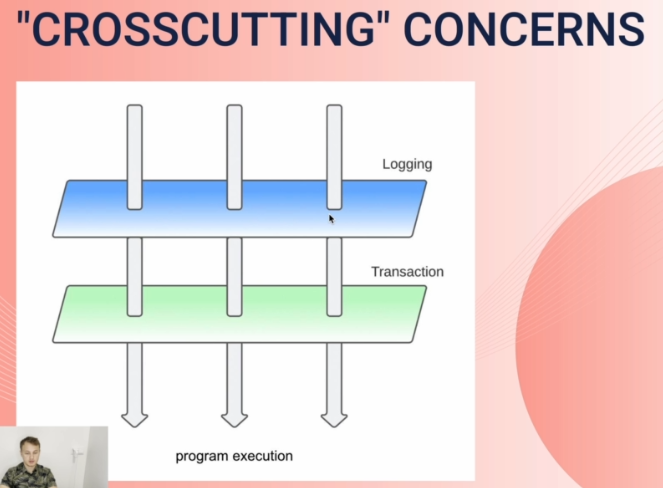 "CROSSCUTTING" CONCERNS
Logging
Transaction
program execution